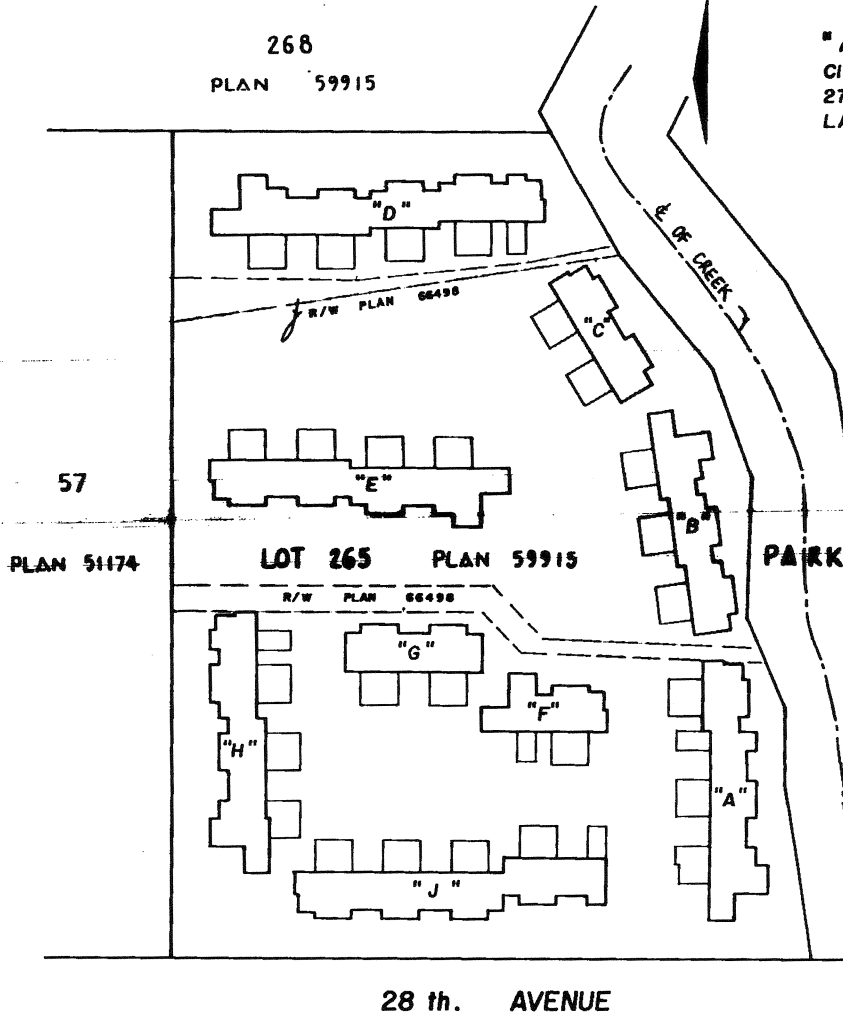 268
PLAN 59915
"A
CI
27
LA
"D"
℄ OF CREEK
R/W PLAN 66498
"C"
57
"E"
"B"
PLAN 51174
LOT 265 PLAN 59915
PARK
R/W PLAN 66498
"G"
"F"
"H"
"A"
"J"
28 th. AVENUE